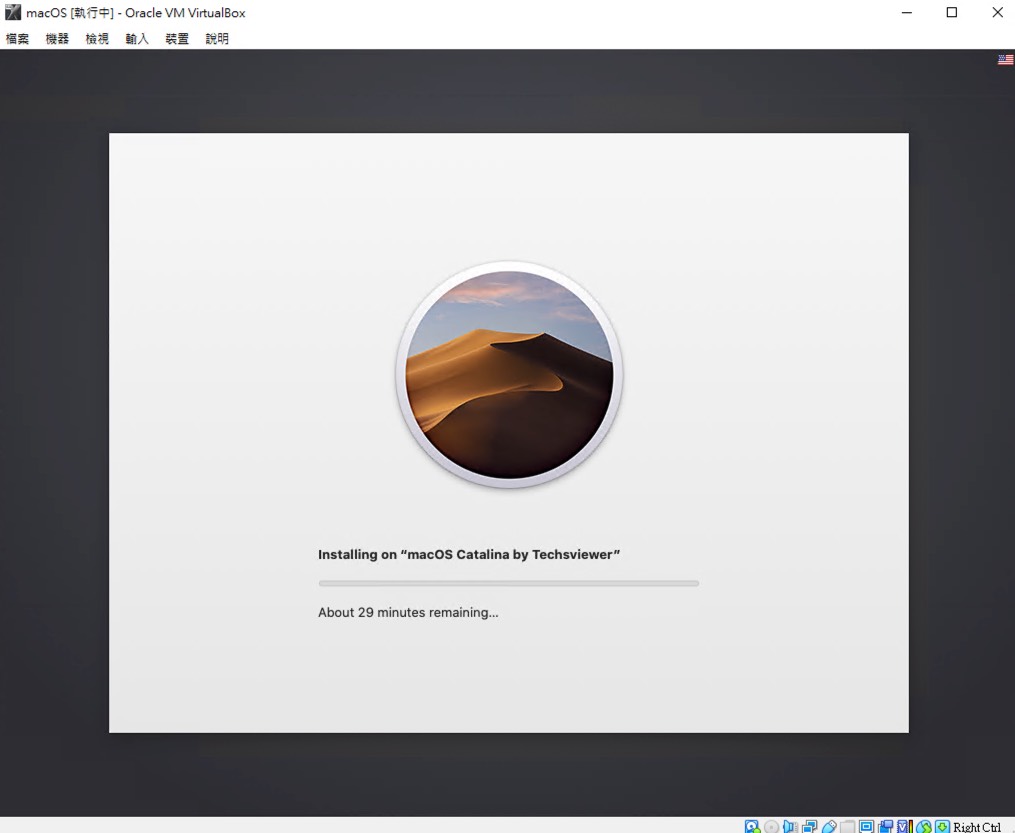 macOS [執行中] - Oracle VM VirtualBox
檔案 機器 檢視 輸入 裝置 說明
Installing on “macOS Catalina by Techsviewer”
About 29 minutes remaining...
Right Ctrl